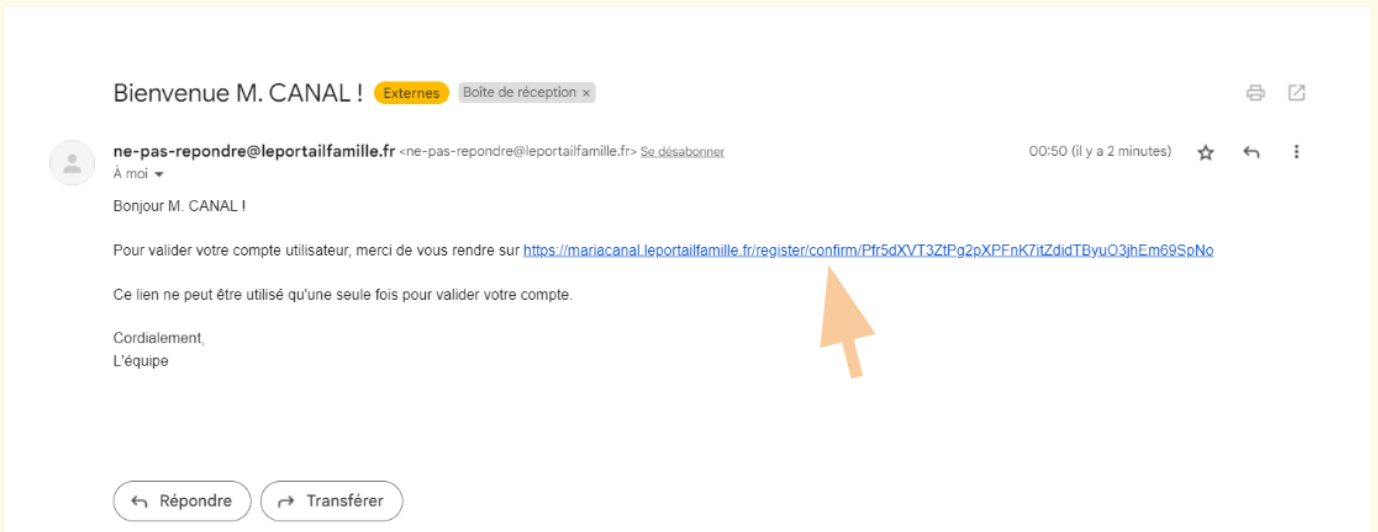 Bienvenue M. CANAL ! Externes Boîte de réception ×
ne-pas-repondre@leportailfamille.fr <ne-pas-repondre@leportailfamille.fr> Se désabonner 00:50 (il y a 2 minutes)
À moi
Bonjour M. CANAL !
Pour valider votre compte utilisateur, merci de vous rendre sur https://mariacanal.leportailfamille.fr/register/confirm/Pfr5dXVT3ZtPg2pXPFnK7itZdidTByuO3jhEm69SpNo
Ce lien ne peut être utilisé qu'une seule fois pour valider votre compte.
Cordialement,
L'équipe
Répondre Transférer